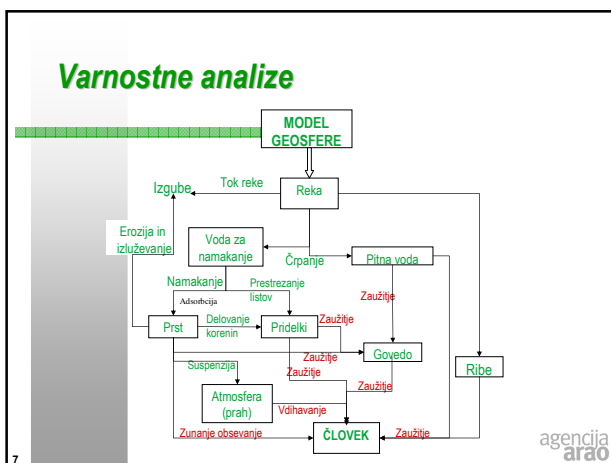 Varnostne analize
MODEL
GEOSFERE
Tok reke
Izgube
Reka
Erozija in
izluževanje
Voda za
namakanje
Črpanje
Pitna voda
Namakanje
Prestrezanje
listov
Adsorbcija
Zaužitje
Prst
Delovanje
korenin
Pridelki
Zaužitje
Zaužitje
Govedo
Suspenzija
Zaužitje
Ribe
Atmosfera
(prah)
Zaužitje
Vdihavanje
Zunanje obsevanje
ČLOVEK
Zaužitje
agencija
arao
7